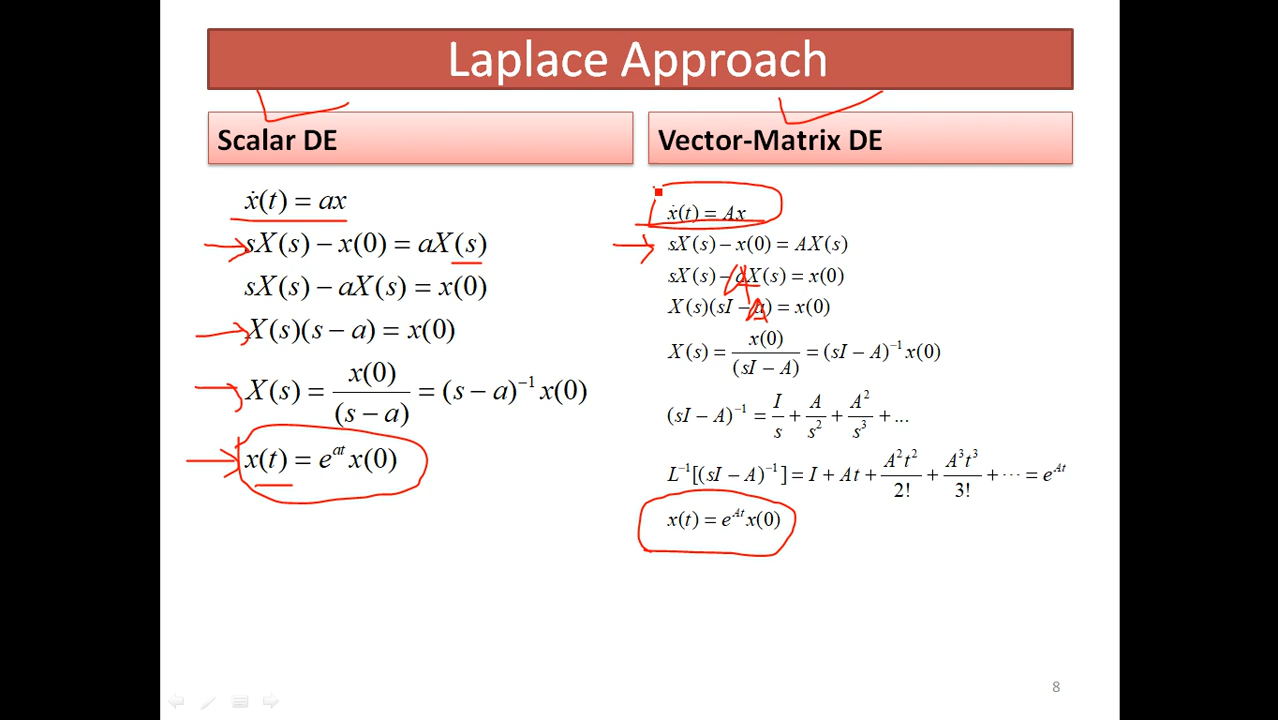 Laplace Approach
Scalar DE
ẋ(t) = ax
sX(s) − x(0) = aX(s)
sX(s) − aX(s) = x(0)
X(s)(s − a) = x(0)
X(s) = x(0)/(s − a) = (s − a)⁻¹ x(0)
x(t) = eᵃᵗ x(0)
Vector-Matrix DE
ẋ(t) = Ax
sX(s) − x(0) = AX(s)
sX(s) − AX(s) = x(0)
X(s)(sI − A) = x(0)
X(s) = x(0)/(sI − A) = (sI − A)⁻¹ x(0)
(sI − A)⁻¹ = I/s + A/s² + A²/s³ + ...
L⁻¹[(sI − A)⁻¹] = I + At + A²t²/2! + A³t³/3! + ⋯ = e^{At}
x(t) = e^{At} x(0)
8